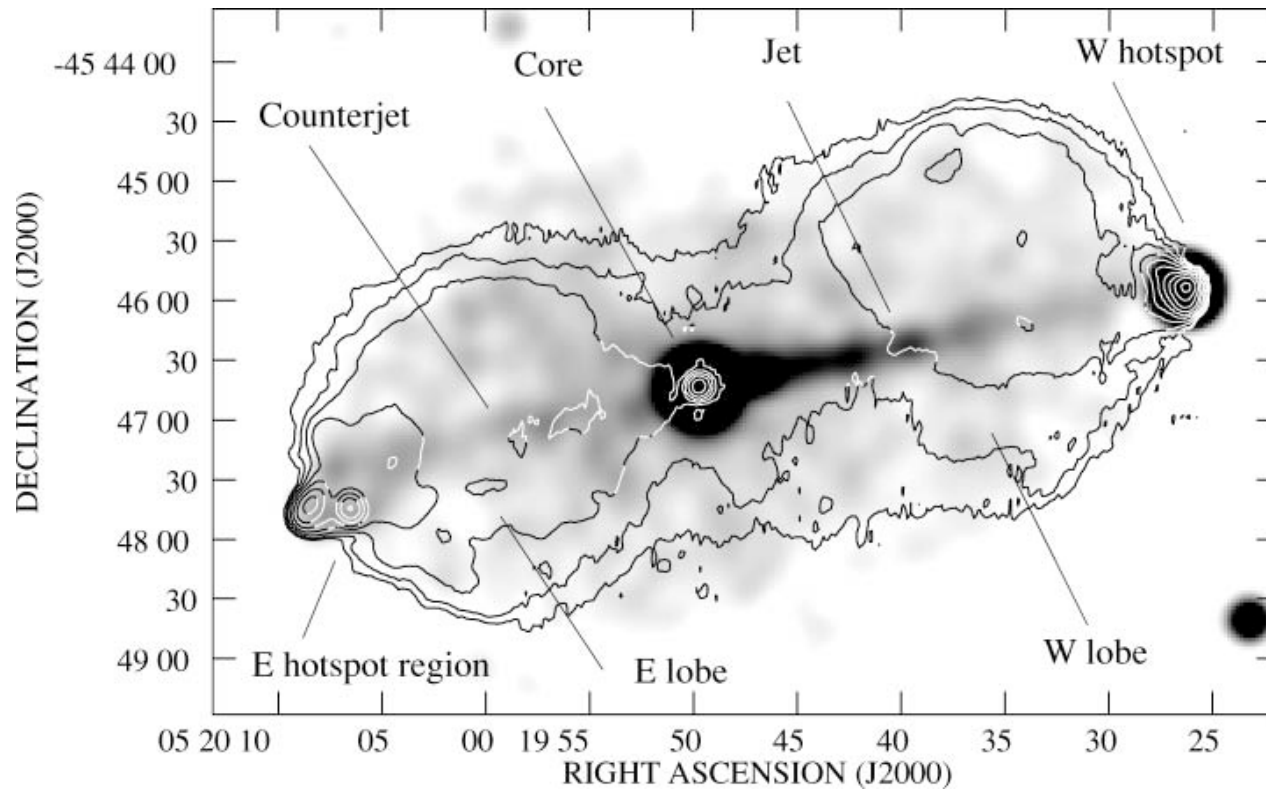 -45 44 00
Core
Jet
W hotspot
Counterjet
30
45 00
30
46 00
30
47 00
30
48 00
30
49 00
DECLINATION (J2000)
E hotspot region
E lobe
W lobe
05 20 10
05
00
19 55
50
45
40
35
30
25
RIGHT ASCENSION (J2000)